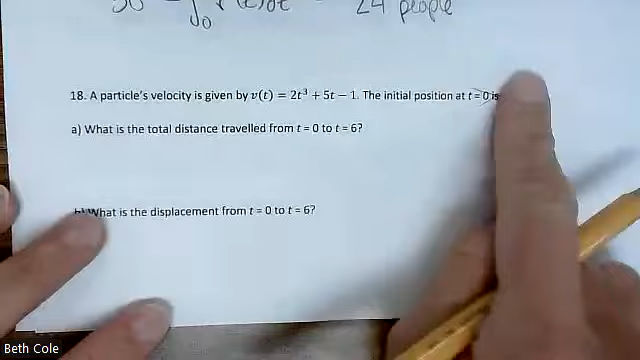 24 people
18. A particle's velocity is given by v(t) = 2t³ + 5t − 1. The initial position at t = 0 is
a) What is the total distance travelled from t = 0 to t = 6?
b) What is the displacement from t = 0 to t = 6?
Beth Cole